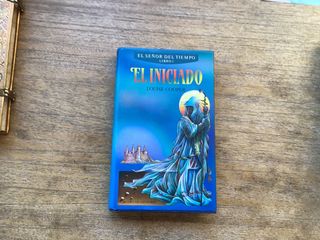 EL SEÑOR DEL TIEMPO
LIBRO I
EL INICIADO
LOUISE COOPER